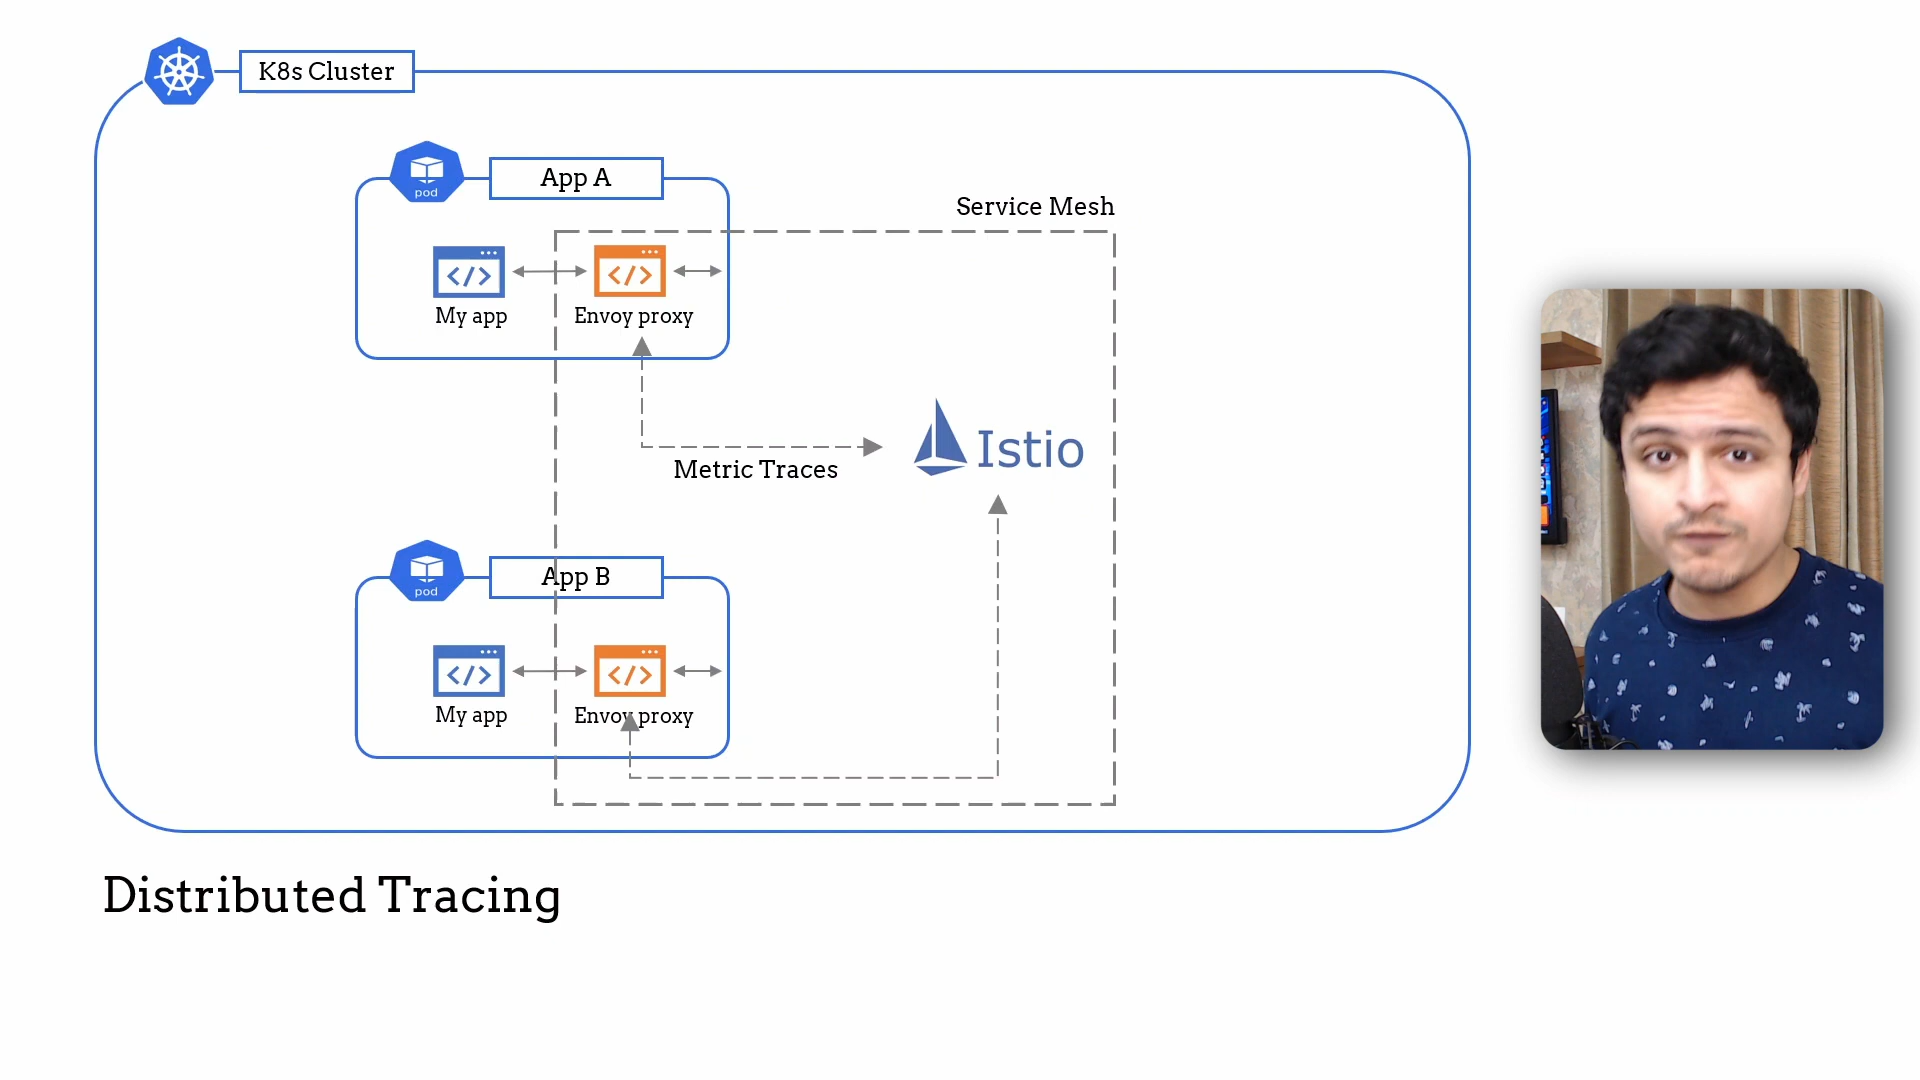 K8s Cluster
pod
App A
Service Mesh
My app
Envoy proxy
Istio
Metric Traces
pod
App B
My app
Envoy proxy
Distributed Tracing